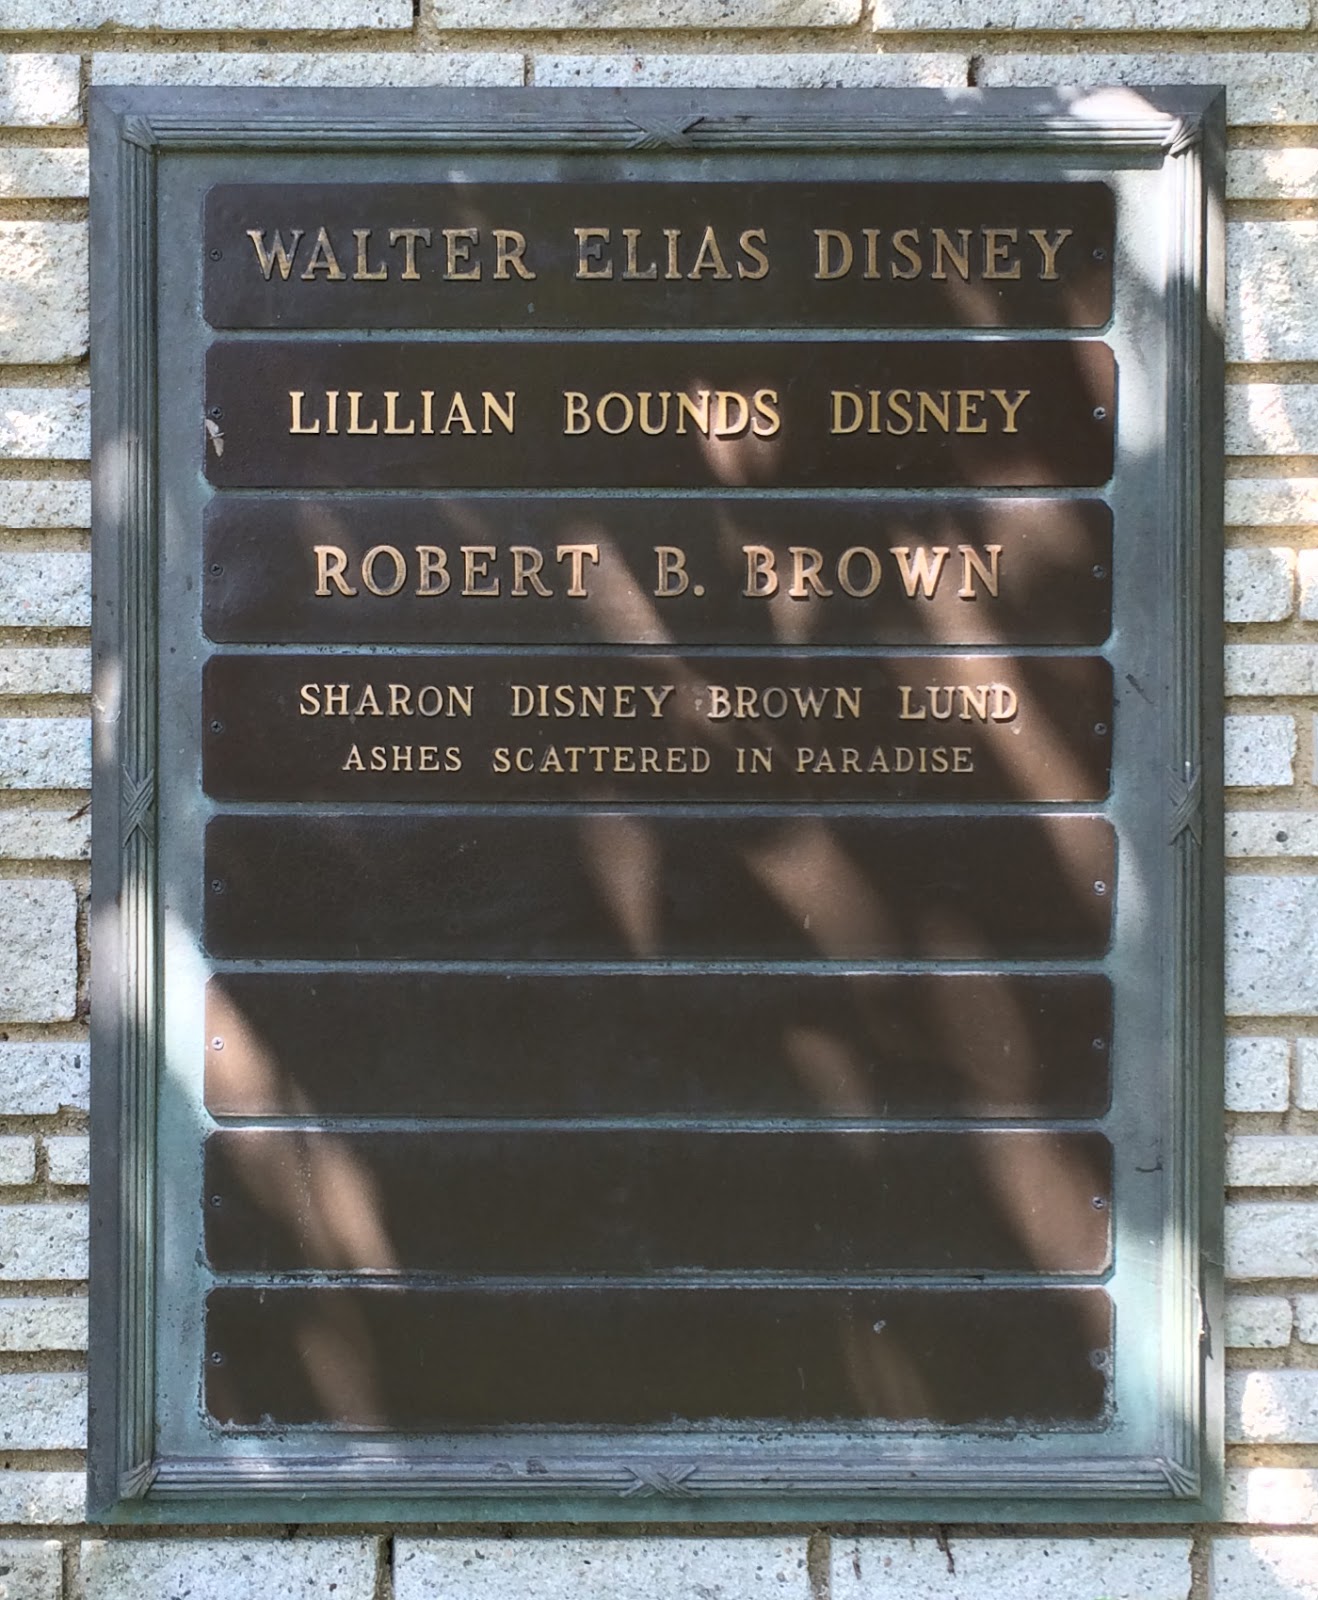 WALTER ELIAS DISNEY
LILLIAN BOUNDS DISNEY
ROBERT B. BROWN
SHARON DISNEY BROWN LUND
ASHES SCATTERED IN PARADISE